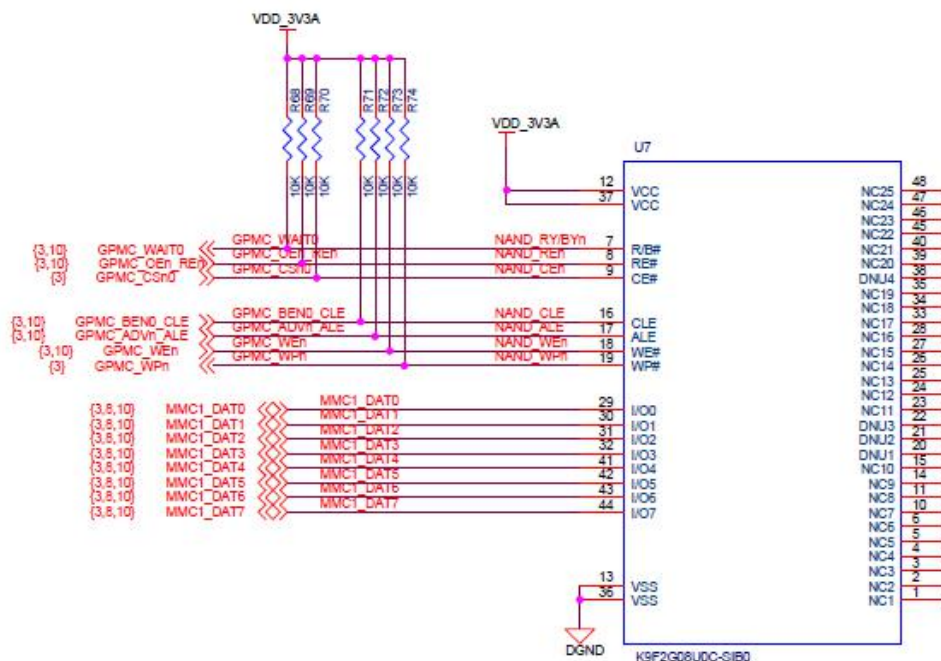 VDD_3V3A
R68
R69
R70
R71
R72
R73
R74
10K
10K
10K
10K
10K
10K
10K
VDD_3V3A
U7
12 VCC NC25 48
37 VCC NC24 47
NC23 46
NC22 45
{3,10} GPMC_WAIT0 GPMC_WAIT0 NAND_RY/BYn 7 R/B# NC21 40
{3,10} GPMC_OEn_REn GPMC_OEn_REn NAND_REn 8 RE# NC20 39
{3} GPMC_CSn0 GPMC_CSn0 NAND_CEn 9 CE# DNU4 38
NC19 35
NC18 34
{3,10} GPMC_BEN0_CLE GPMC_BEN0_CLE NAND_CLE 16 CLE NC17 33
{3,10} GPMC_ADVn_ALE GPMC_ADVn_ALE NAND_ALE 17 ALE NC16 28
{3,10} GPMC_WEn GPMC_WEn NAND_WEn 18 WE# NC15 27
{3} GPMC_WPn GPMC_WPn NAND_WPn 19 WP# NC14 26
NC13 25
NC12 24
{3,8,10} MMC1_DAT0 MMC1_DAT0 29 I/O0 NC11 23
{3,8,10} MMC1_DAT1 MMC1_DAT1 30 I/O1 DNU3 22
{3,8,10} MMC1_DAT2 MMC1_DAT2 31 I/O2 DNU2 21
{3,8,10} MMC1_DAT3 MMC1_DAT3 32 I/O3 DNU1 20
{3,8,10} MMC1_DAT4 MMC1_DAT4 41 I/O4 NC10 15
{3,8,10} MMC1_DAT5 MMC1_DAT5 42 I/O5 NC9 14
{3,8,10} MMC1_DAT6 MMC1_DAT6 43 I/O6 NC8 11
{3,8,10} MMC1_DAT7 MMC1_DAT7 44 I/O7 NC7 10
NC6 6
NC5 5
NC4 4
NC3 3
13 VSS NC2 2
36 VSS NC1 1
DGND
K9F2G08U0C-SIB0